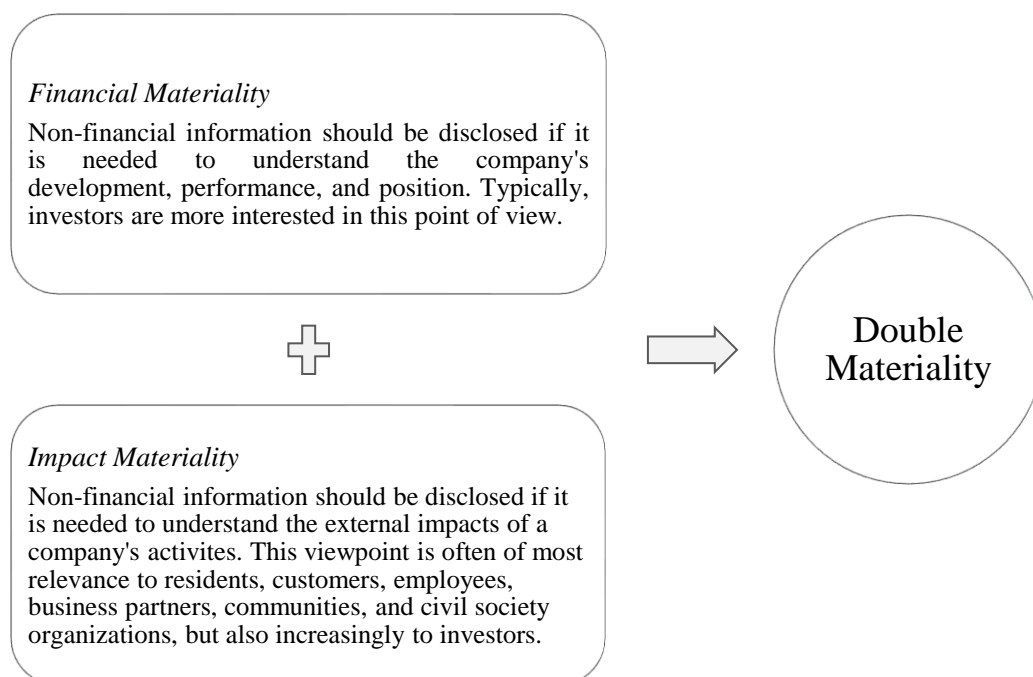 Financial Materiality
Non-financial information should be disclosed if it
is needed to understand the company's
development, performance, and position. Typically,
investors are more interested in this point of view.
Double
Materiality
Impact Materiality
Non-financial information should be disclosed if it
is needed to understand the external impacts of a
company's activites. This viewpoint is often of most
relevance to residents, customers, employees,
business partners, communities, and civil society
organizations, but also increasingly to investors.